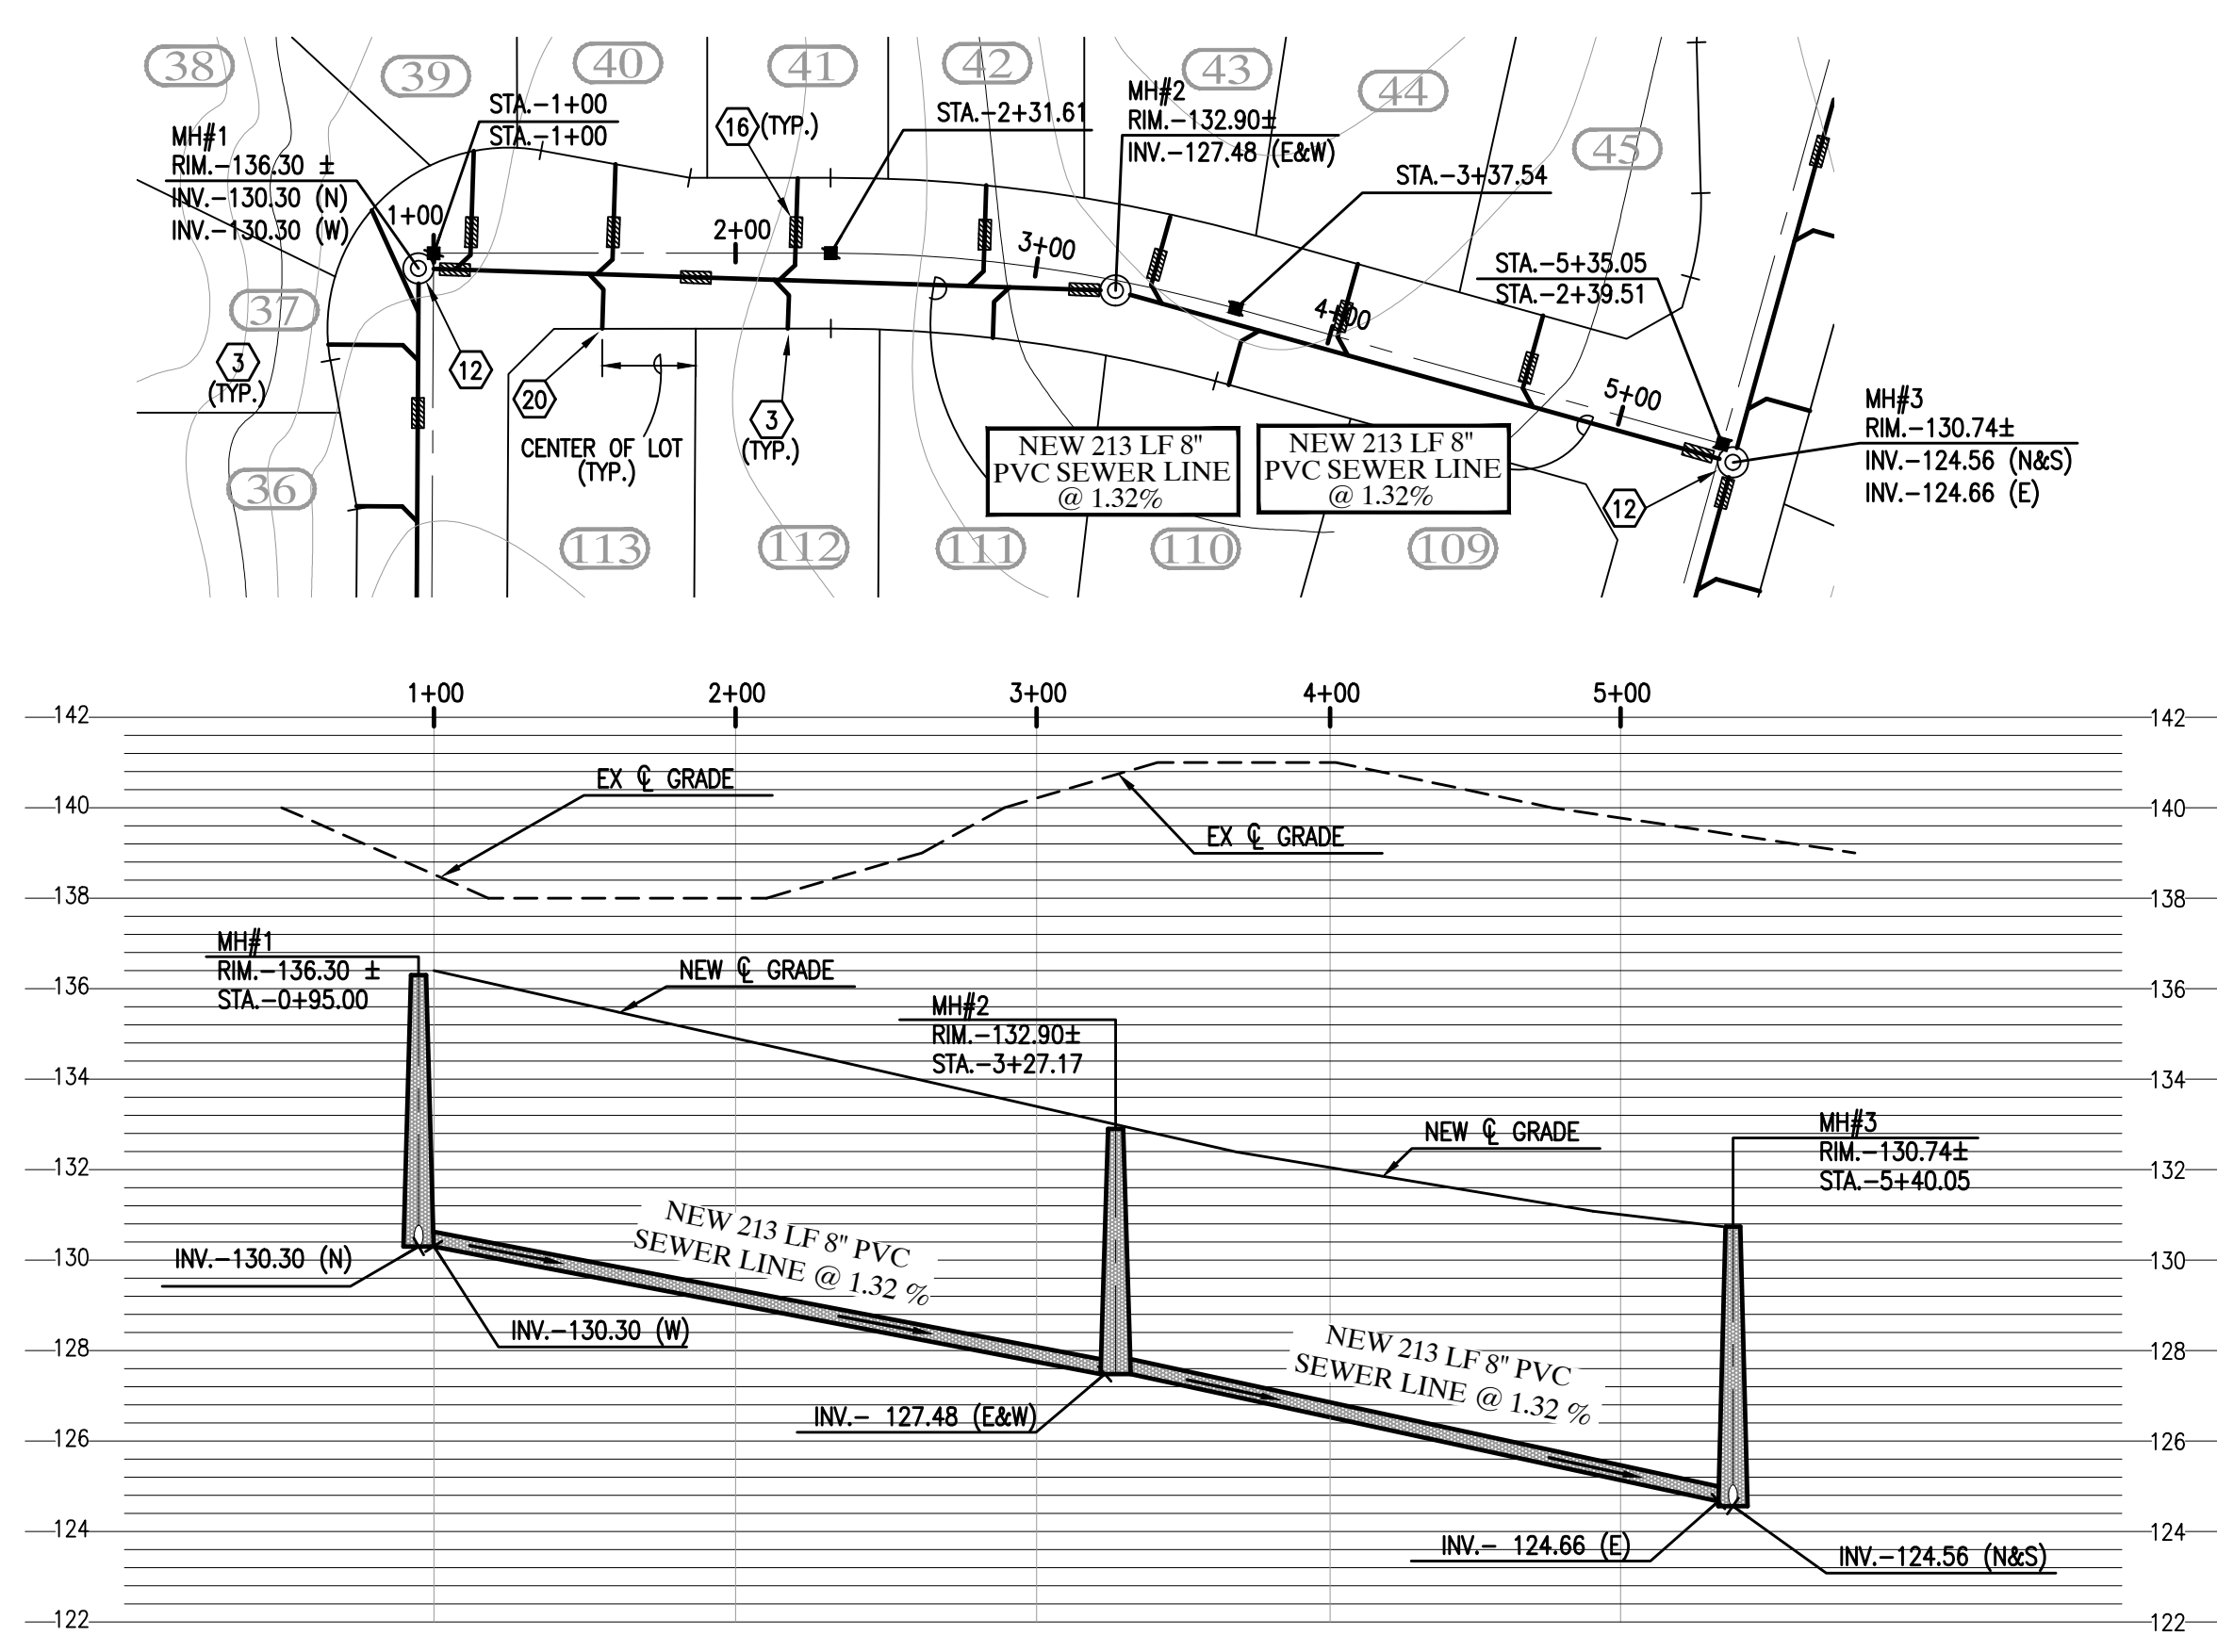 38
39
40
41
42
43
44
45
STA.-1+00
STA.-1+00
16 (TYP.)
STA.-2+31.61
MH#2
RIM.-132.90±
INV.-127.48 (E&W)
MH#1
RIM.-136.30 ±
INV.-130.30 (N)
INV.-130.30 (W)
STA.-3+37.54
1+00
2+00
3+00
4+00
5+00
STA.-5+35.05
STA.-2+39.51
37
3
(TYP.)
12
20
3
(TYP.)
CENTER OF LOT
(TYP.)
36
NEW 213 LF 8"
PVC SEWER LINE
@ 1.32%
NEW 213 LF 8"
PVC SEWER LINE
@ 1.32%
12
MH#3
RIM.-130.74±
INV.-124.56 (N&S)
INV.-124.66 (E)
113
112
111
110
109
1+00 2+00 3+00 4+00 5+00
142 142
EX ℄ GRADE
140 140
EX ℄ GRADE
138 138
MH#1
RIM.-136.30 ±
STA.-0+95.00
NEW ℄ GRADE
136 136
MH#2
RIM.-132.90±
STA.-3+27.17
134 134
NEW ℄ GRADE
MH#3
RIM.-130.74±
STA.-5+40.05
132 132
NEW 213 LF 8" PVC
SEWER LINE @ 1.32 %
130 130
INV.-130.30 (N)
INV.-130.30 (W)
128 128
NEW 213 LF 8" PVC
SEWER LINE @ 1.32 %
INV.- 127.48 (E&W)
126 126
INV.- 124.66 (E)
INV.-124.56 (N&S)
124 124
122 122